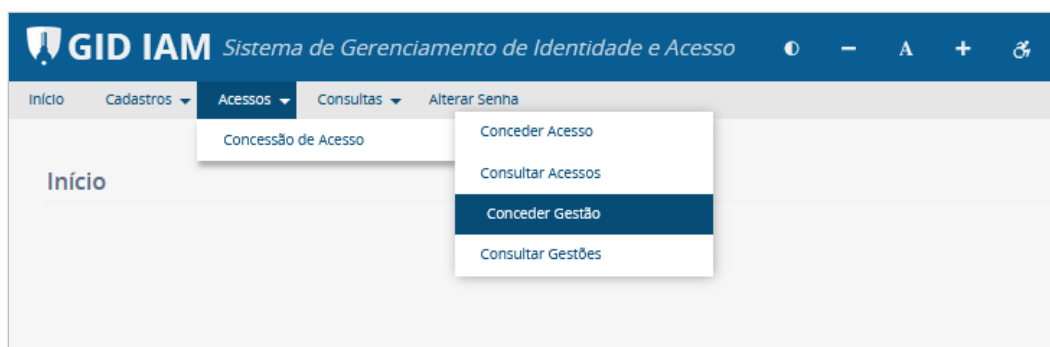 GID IAM Sistema de Gerenciamento de Identidade e Acesso - A +
Início Cadastros Acessos Consultas Alterar Senha
Concessão de Acesso
Conceder Acesso
Consultar Acessos
Conceder Gestão
Consultar Gestões
Início